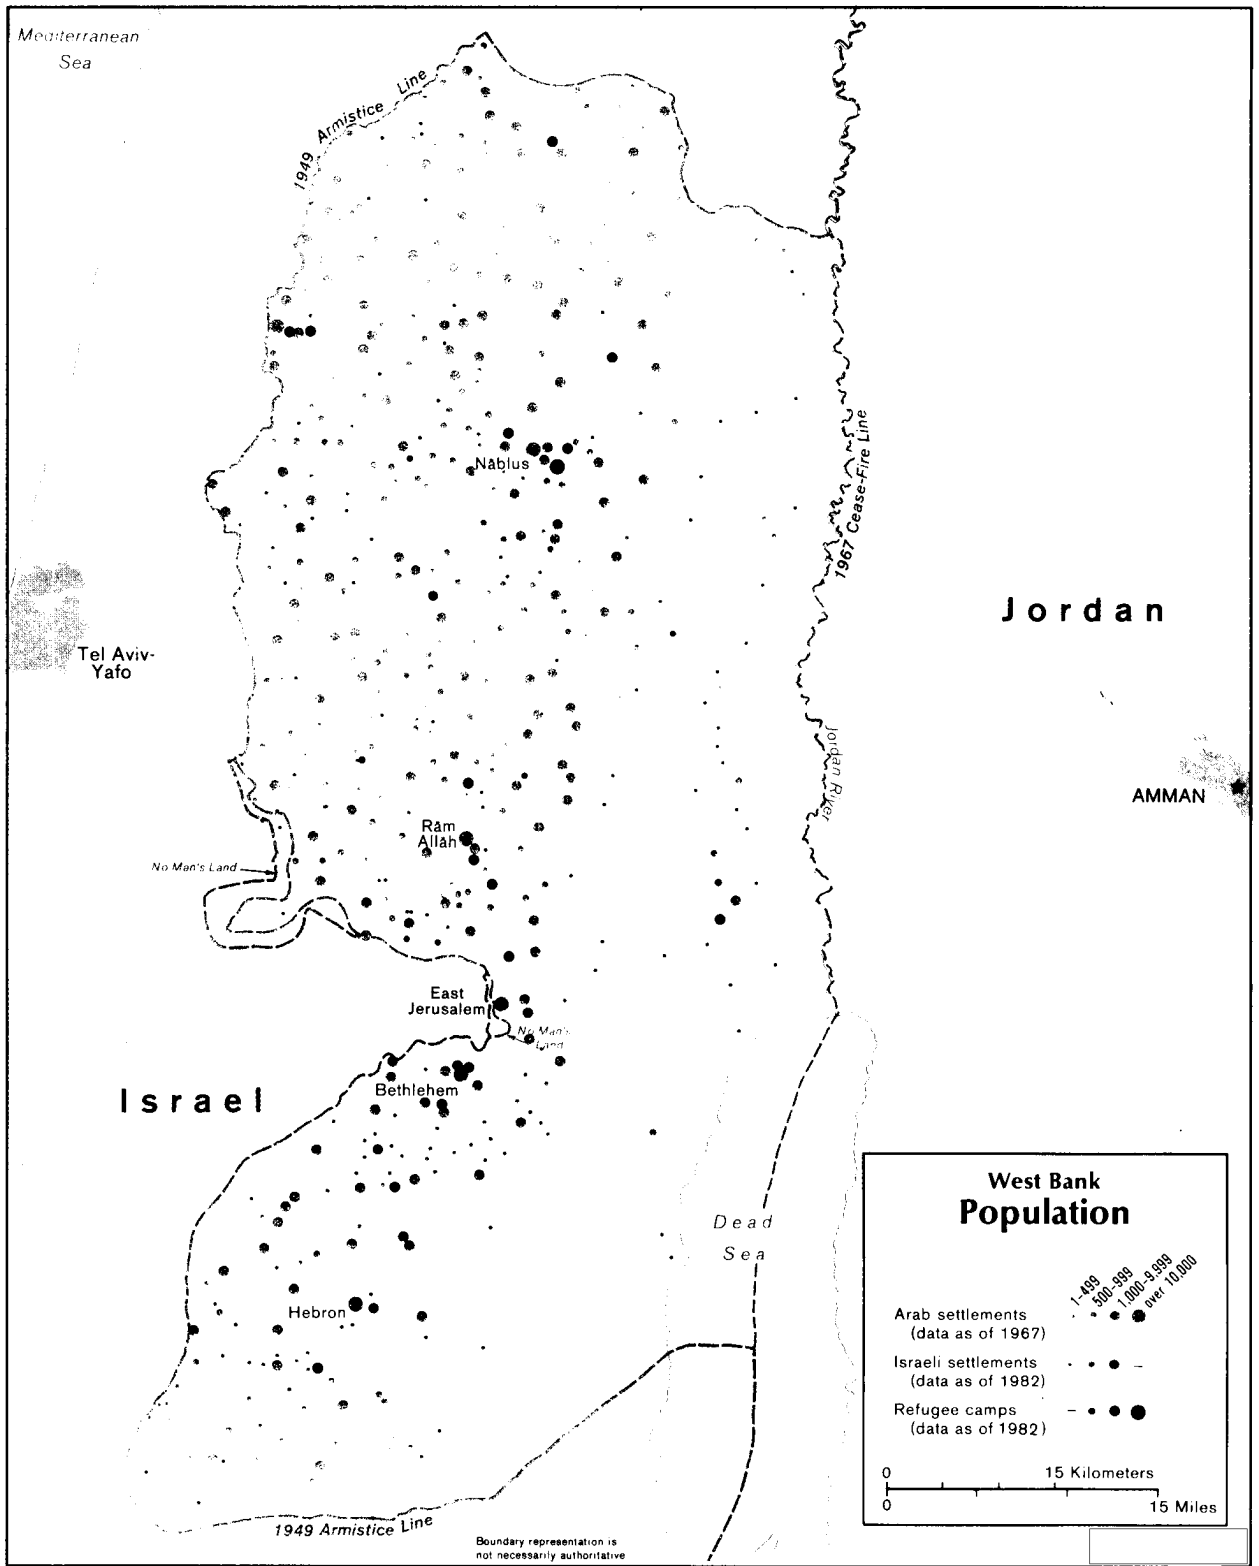 Mediterranean
Sea
1949 Armistice Line
Nāblus
1967 Cease-Fire Line
Jordan
Tel Aviv-
Yafo
Jordan River
AMMAN
Rām
Allāh
No Man's Land
East
Jerusalem
No Man's
Land
Israel
Bethlehem
Dead
Sea
Hebron
1949 Armistice Line
Boundary representation is
not necessarily authoritative
West Bank
Population
1-499
500-999
1,000-9,999
over 10,000
Arab settlements
(data as of 1967)
Israeli settlements
(data as of 1982)
–
Refugee camps
–
(data as of 1982)
0 15 Kilometers
0 15 Miles